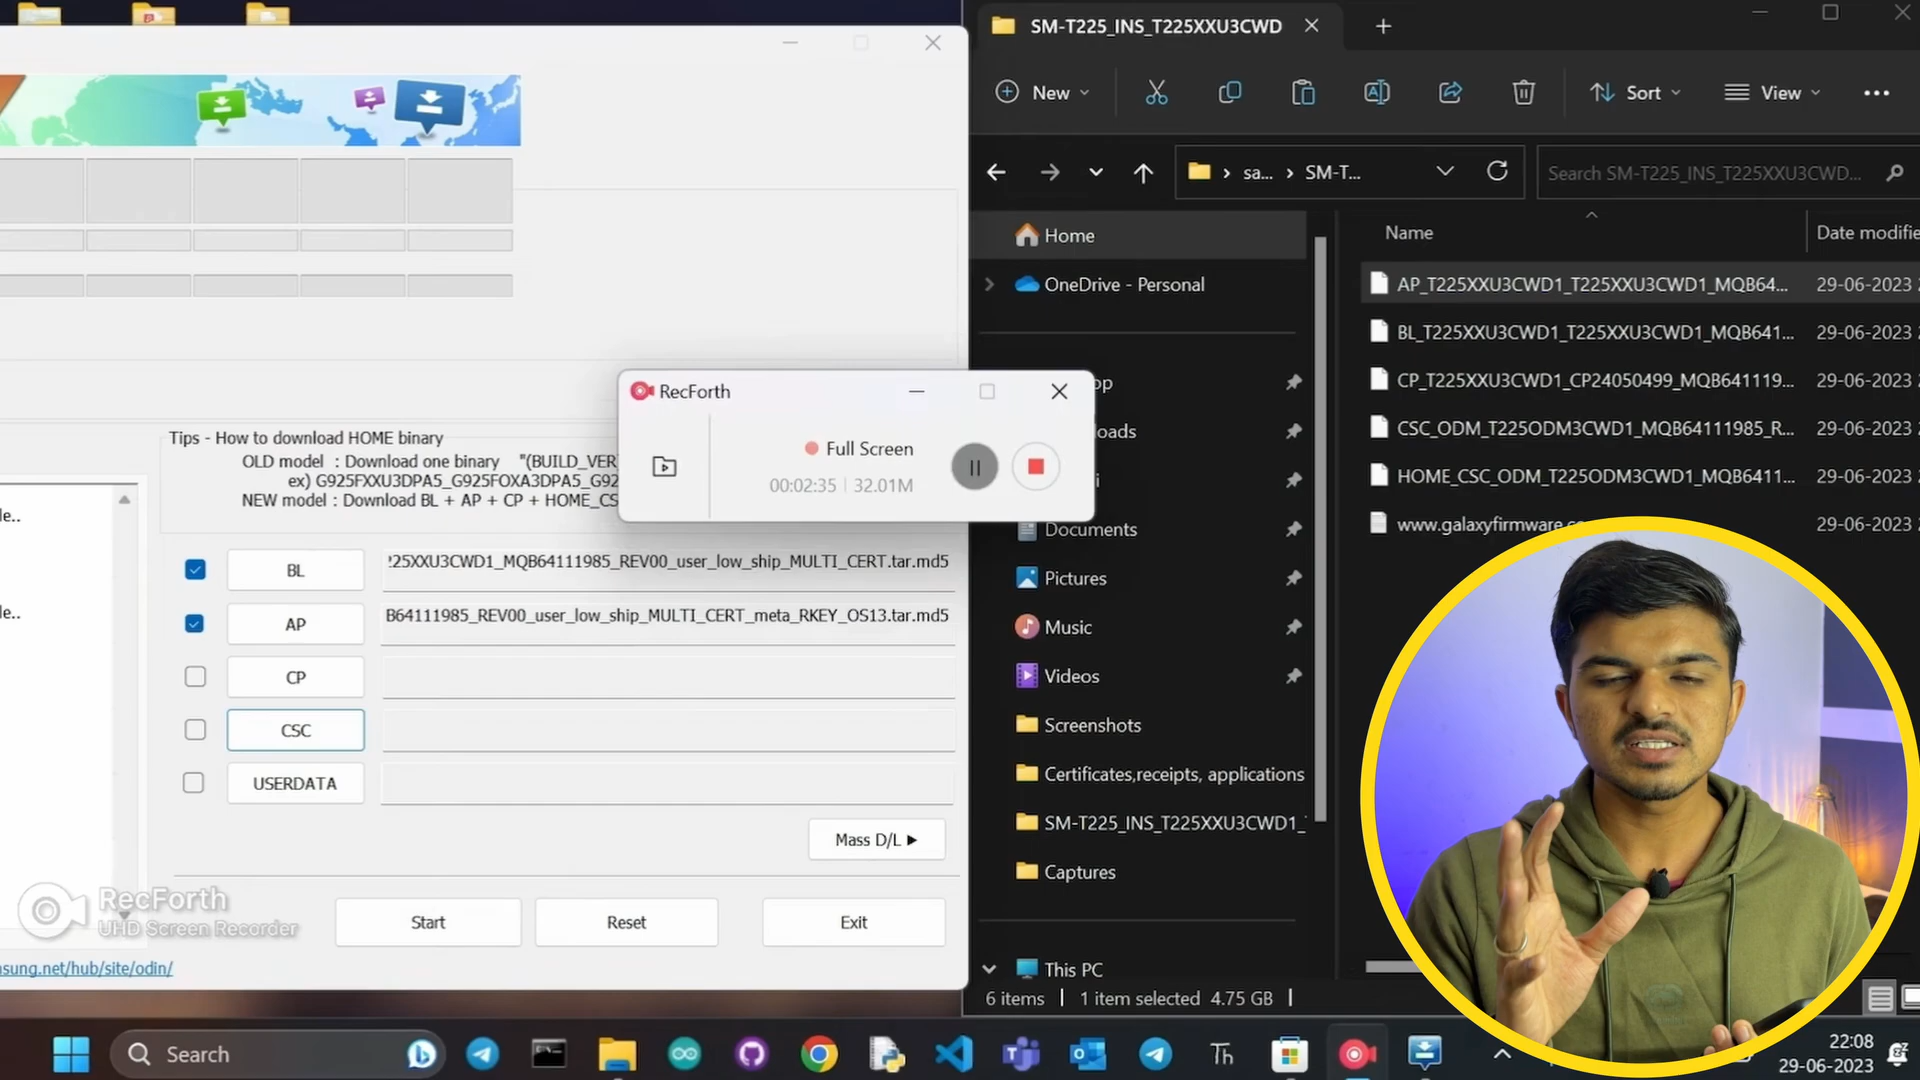 SM-T225_INS_T225XXU3CWD
New
Sort
View
sa...
SM-T...
Search SM-T225_INS_T225XXU3CWD...
Home
OneDrive - Personal
Documents
Pictures
Music
Videos
Screenshots
Certificates,receipts, applications
SM-T225_INS_T225XXU3CWD1_
Captures
This PC
Name
Date modifie
AP_T225XXU3CWD1_T225XXU3CWD1_MQB64...
29-06-2023
BL_T225XXU3CWD1_T225XXU3CWD1_MQB641...
29-06-2023
CP_T225XXU3CWD1_CP24050499_MQB641119...
29-06-2023
CSC_ODM_T225ODM3CWD1_MQB64111985_R...
29-06-2023
HOME_CSC_ODM_T225ODM3CWD1_MQB6411...
29-06-2023
www.galaxyfirmware.c
29-06-2023
6 items
1 item selected 4.75 GB
RecForth
Full Screen
00:02:35 | 32.01M
Tips - How to download HOME binary
OLD model : Download one binary "(BUILD_VER
ex) G925FXXU3DPA5_G925FOXA3DPA5_G92
NEW model : Download BL + AP + CP + HOME_CS
le..
le..
BL
225XXU3CWD1_MQB64111985_REV00_user_low_ship_MULTI_CERT.tar.md5
AP
B64111985_REV00_user_low_ship_MULTI_CERT_meta_RKEY_OS13.tar.md5
CP
CSC
USERDATA
Mass D/L
Start
Reset
Exit
RecForth
UHD Screen Recorder
nsung.net/hub/site/odin/
Search
Th
22:08
29-06-2023